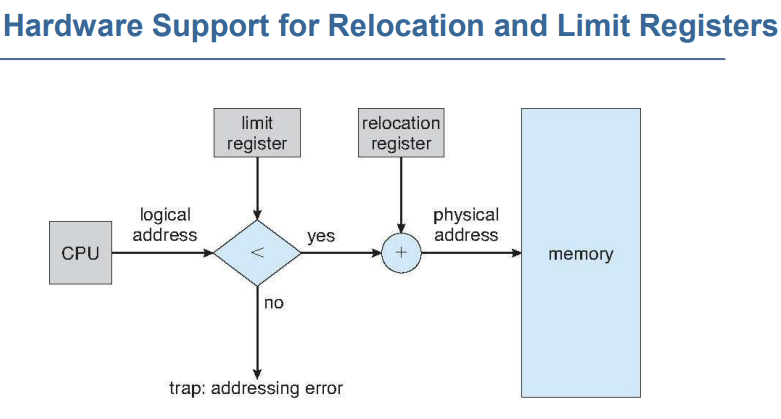 Hardware Support for Relocation and Limit Registers
limit
register
relocation
register
logical
address
CPU
<
yes
+
physical
address
memory
no
trap: addressing error